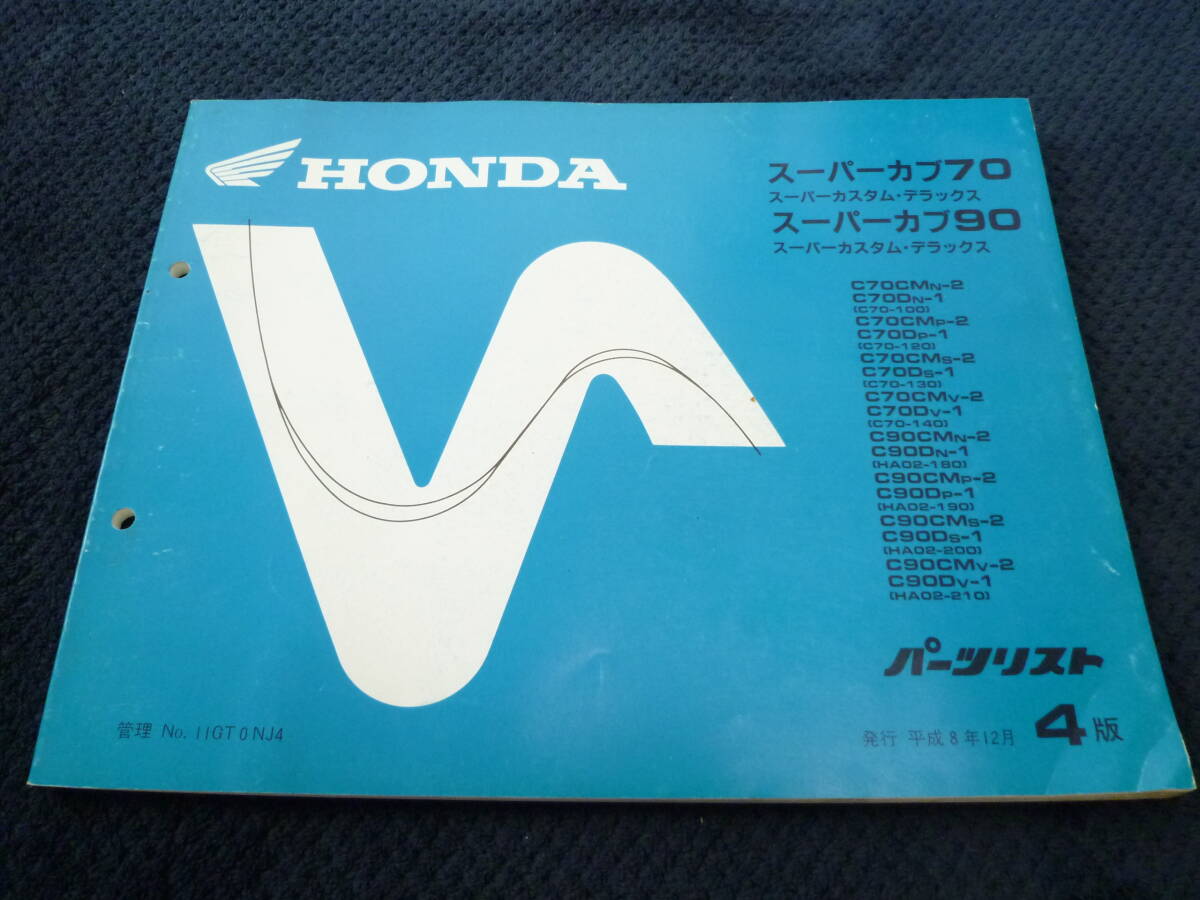 HONDA
スーパーカブ70
スーパーカスタム・デラックス
スーパーカブ90
スーパーカスタム・デラックス
C70CMN-2
C70DN-1
(C70-100)
C70CMP-2
C70DP-1
(C70-120)
C70CMS-2
C70DS-1
(C70-130)
C70CMV-2
C70DV-1
(C70-140)
C90CMN-2
C90DN-1
(HA02-180)
C90CMP-2
C90DP-1
(HA02-190)
C90CMS-2
C90DS-1
(HA02-200)
C90CMV-2
C90DV-1
(HA02-210)
パーツリスト
管理 No. 11GT0NJ4
発行 平成8年12月 4版